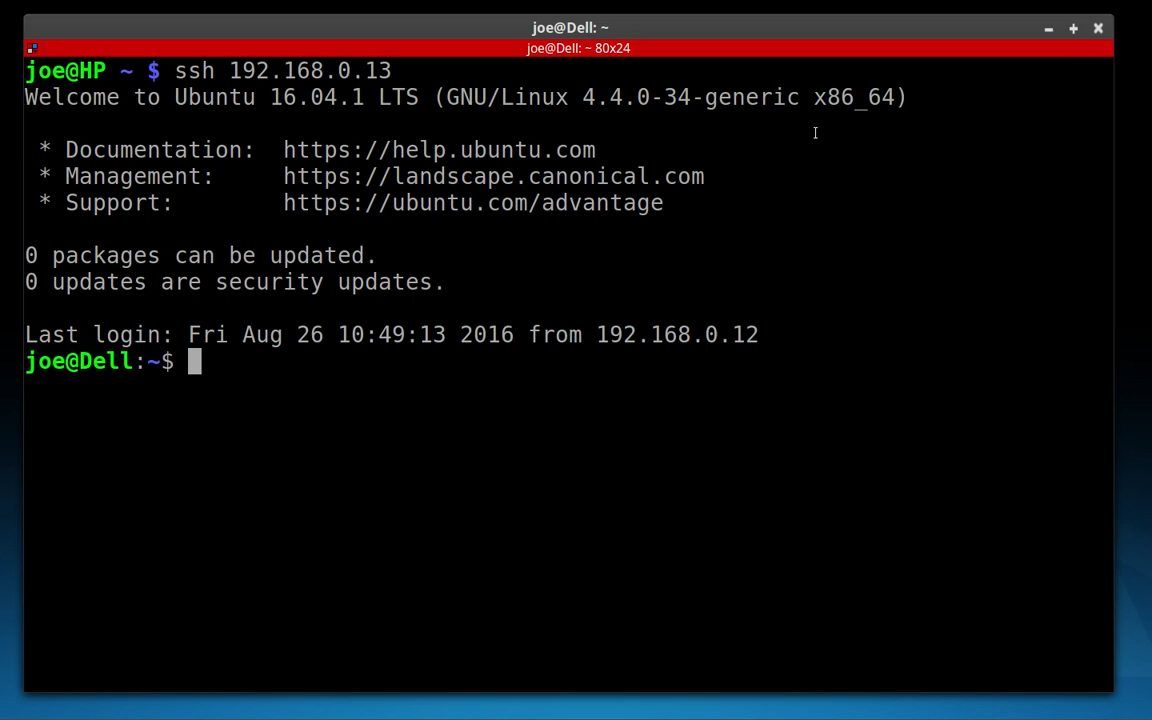 joe@Dell: ~
joe@Dell: ~ 80x24
joe@HP ~ $ ssh 192.168.0.13
Welcome to Ubuntu 16.04.1 LTS (GNU/Linux 4.4.0-34-generic x86_64)
* Documentation:  https://help.ubuntu.com
* Management:     https://landscape.canonical.com
* Support:        https://ubuntu.com/advantage
0 packages can be updated.
0 updates are security updates.
Last login: Fri Aug 26 10:49:13 2016 from 192.168.0.12
joe@Dell:~$